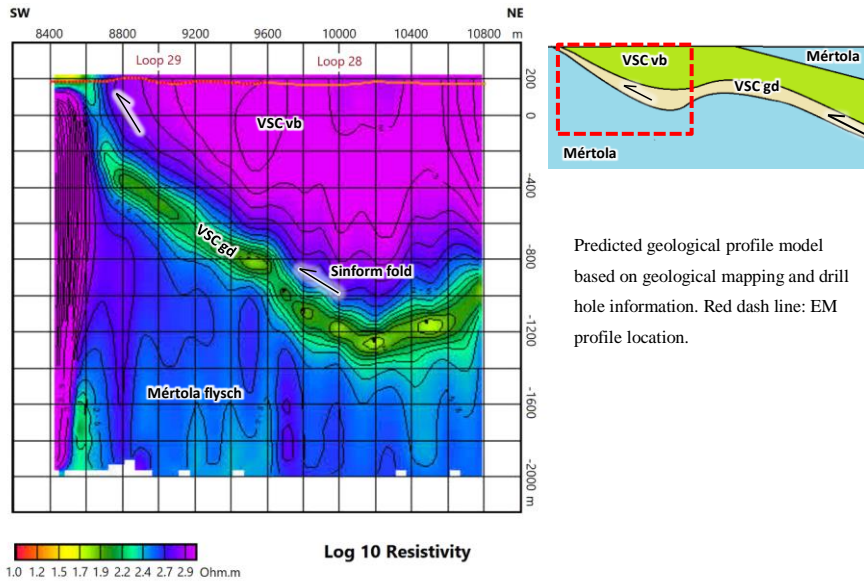 SW
NE
8400 8800 9200 9600 10000 10400 10800 m
Loop 29
Loop 28
200
0
-400
-800
-1200
-1600
-2000 m
VSC vb
VSC gd
Sinform fold
Mértola flysch
Log 10 Resistivity
1.0 1.2 1.5 1.7 1.9 2.2 2.4 2.7 2.9 Ohm.m
VSC vb
Mértola
VSC gd
Mértola
Predicted geological profile model
based on geological mapping and drill
hole information. Red dash line: EM
profile location.